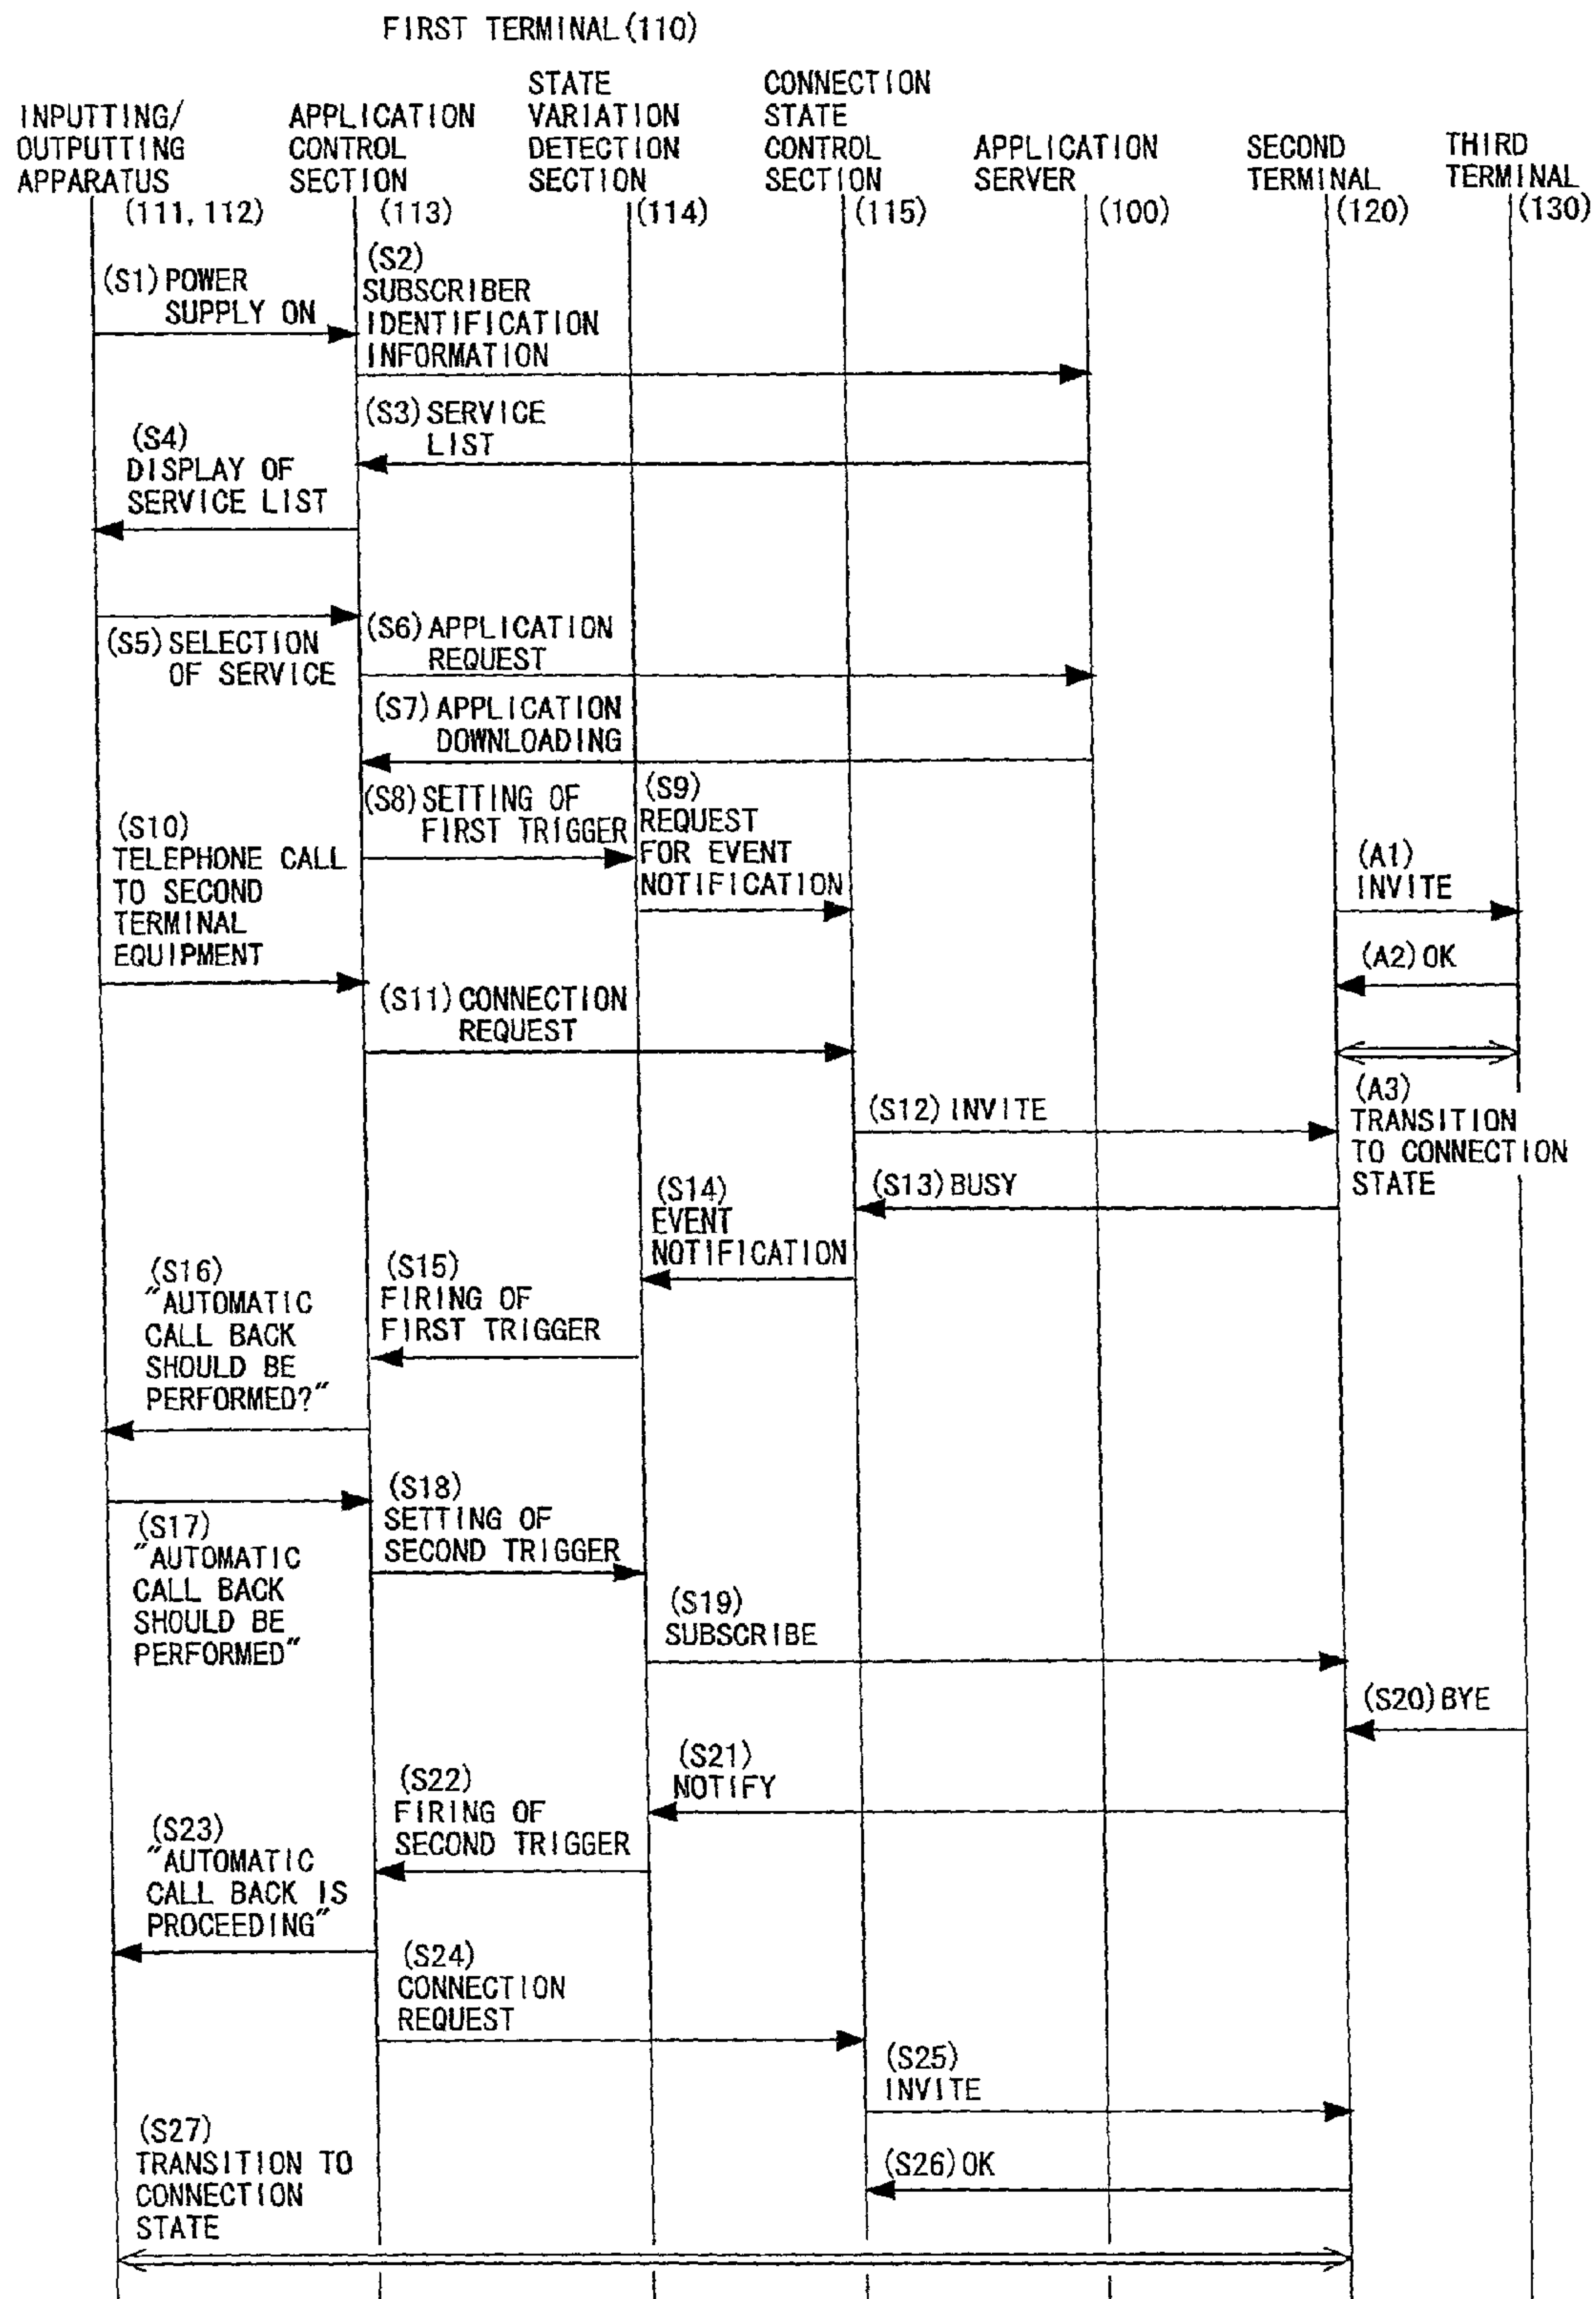 FIRST TERMINAL(110)
INPUTTING/
OUTPUTTING
APPARATUS
(111,112)
APPLICATION
CONTROL
SECTION
(113)
STATE
VARIATION
DETECTION
SECTION
(114)
CONNECTION
STATE
CONTROL
SECTION
(115)
APPLICATION
SERVER
(100)
SECOND
TERMINAL
(120)
THIRD
TERMINAL
(130)
(S1)POWER
SUPPLY ON
(S2)
SUBSCRIBER
IDENTIFICATION
INFORMATION
(S3)SERVICE
LIST
(S4)
DISPLAY OF
SERVICE LIST
(S5)SELECTION
OF SERVICE
(S6)APPLICATION
REQUEST
(S7)APPLICATION
DOWNLOADING
(S8)SETTING OF
FIRST TRIGGER
(S9)
REQUEST
FOR EVENT
NOTIFICATION
(S10)
TELEPHONE CALL
TO SECOND
TERMINAL
EQUIPMENT
(A1)
INVITE
(A2)OK
(S11)CONNECTION
REQUEST
(A3)
TRANSITION
TO CONNECTION
STATE
(S12)INVITE
(S13)BUSY
(S14)
EVENT
NOTIFICATION
(S15)
FIRING OF
FIRST TRIGGER
(S16)
"AUTOMATIC
CALL BACK
SHOULD BE
PERFORMED?"
(S17)
"AUTOMATIC
CALL BACK
SHOULD BE
PERFORMED"
(S18)
SETTING OF
SECOND TRIGGER
(S19)
SUBSCRIBE
(S20)BYE
(S21)
NOTIFY
(S22)
FIRING OF
SECOND TRIGGER
(S23)
"AUTOMATIC
CALL BACK IS
PROCEEDING"
(S24)
CONNECTION
REQUEST
(S25)
INVITE
(S26)OK
(S27)
TRANSITION TO
CONNECTION
STATE